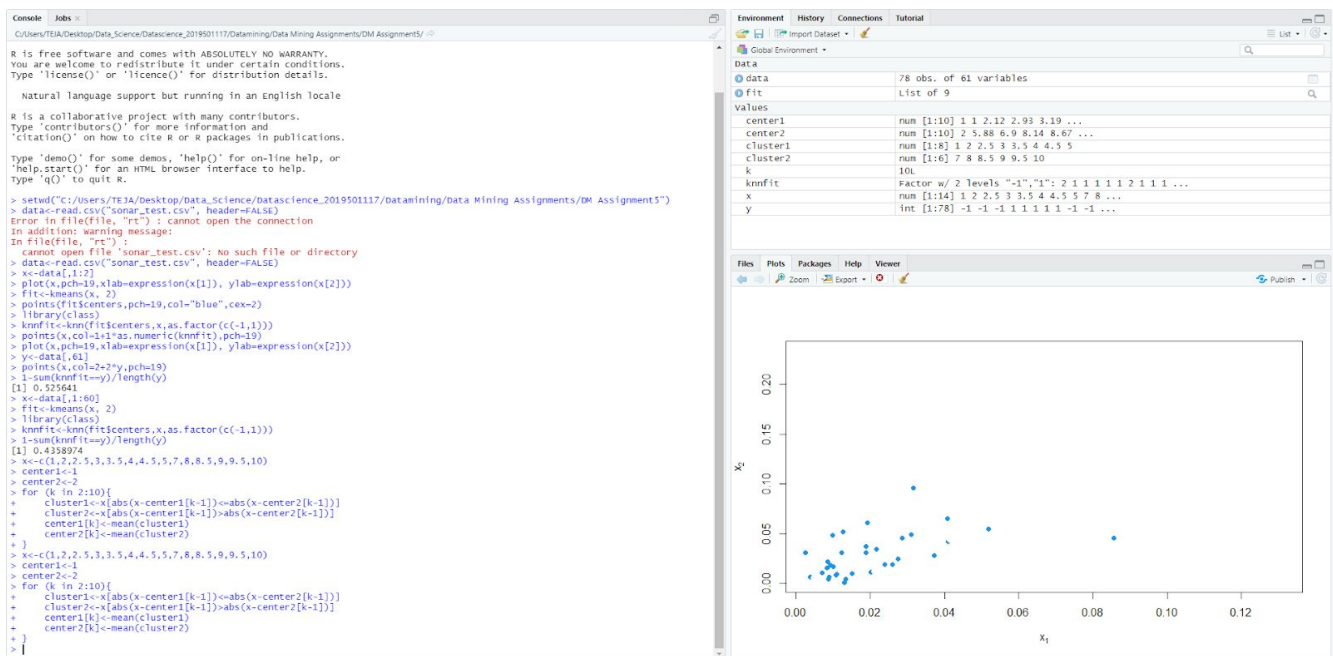 Console Jobs
C:/Users/TEJA/Desktop/Data_Science/Datascience_2019501117/Datamining/Data Mining Assignments/DM Assignment5/
R is free software and comes with ABSOLUTELY NO WARRANTY.
You are welcome to redistribute it under certain conditions.
Type 'license()' or 'licence()' for distribution details.
Natural language support but running in an English locale
R is a collaborative project with many contributors.
Type 'contributors()' for more information and
'citation()' on how to cite R or R packages in publications.
Type 'demo()' for some demos, 'help()' for on-line help, or
'help.start()' for an HTML browser interface to help.
Type 'q()' to quit R.
> setwd("C:/Users/TEJA/Desktop/Data_Science/Datascience_2019501117/Datamining/Data Mining Assignments/DM Assignment5")
> data<-read.csv("sonar_test.csv", header=FALSE)
Error in file(file, "rt") : cannot open the connection
In addition: Warning message:
In file(file, "rt") :
cannot open file 'sonar_test.csv': No such file or directory
> data<-read.csv("sonar_test.csv", header=FALSE)
> x<-data[,1:2]
> plot(x,pch=19,xlab=expression(x[1]), ylab=expression(x[2]))
> fit<-kmeans(x, 2)
> points(fit$centers,pch=19,col="blue",cex=2)
> library(class)
> knnfit<-knn(fit$centers,x,as.factor(c(-1,1)))
> points(x,col=1+1*as.numeric(knnfit),pch=19)
> plot(x,pch=19,xlab=expression(x[1]), ylab=expression(x[2]))
> y<-data[,61]
> points(x,col=2+2*y,pch=19)
> 1-sum(knnfit==y)/length(y)
[1] 0.525641
> x<-data[,1:60]
> fit<-kmeans(x, 2)
> library(class)
> knnfit<-knn(fit$centers,x,as.factor(c(-1,1)))
> 1-sum(knnfit==y)/length(y)
[1] 0.4358974
> x<-c(1,2,2.5,3,3.5,4,4.5,5,7,8,8.5,9,9.5,10)
> center1<-1
> center2<-2
> for (k in 2:10){
+ cluster1<-x[abs(x-center1[k-1])<=abs(x-center2[k-1])]
+ cluster2<-x[abs(x-center1[k-1])>abs(x-center2[k-1])]
+ center1[k]<-mean(cluster1)
+ center2[k]<-mean(cluster2)
+ }
> x<-c(1,2,2.5,3,3.5,4,4.5,5,7,8,8.5,9,9.5,10)
> center1<-1
> center2<-2
> for (k in 2:10){
+ cluster1<-x[abs(x-center1[k-1])<=abs(x-center2[k-1])]
+ cluster2<-x[abs(x-center1[k-1])>abs(x-center2[k-1])]
+ center1[k]<-mean(cluster1)
+ center2[k]<-mean(cluster2)
+ }
>
Environment History Connections Tutorial
Import Dataset List
Global Environment
Data
data 78 obs. of 61 variables
fit List of 9
Values
center1 num [1:10] 1 1 2.12 2.93 3.19 ...
center2 num [1:10] 2 5.88 6.9 8.14 8.67 ...
cluster1 num [1:8] 1 2 2.5 3 3.5 4 4.5 5
cluster2 num [1:6] 7 8 8.5 9 9.5 10
k 10L
knnfit Factor w/ 2 levels "-1","1": 2 1 1 1 1 1 2 1 1 1 ...
x num [1:14] 1 2 2.5 3 3.5 4 4.5 5 7 8 ...
y int [1:78] -1 -1 -1 1 1 1 1 1 -1 -1 ...
Files Plots Packages Help Viewer
Zoom Export Publish
0.20
0.15
0.10
0.05
0.00
x2
0.00 0.02 0.04 0.06 0.08 0.10 0.12
x1